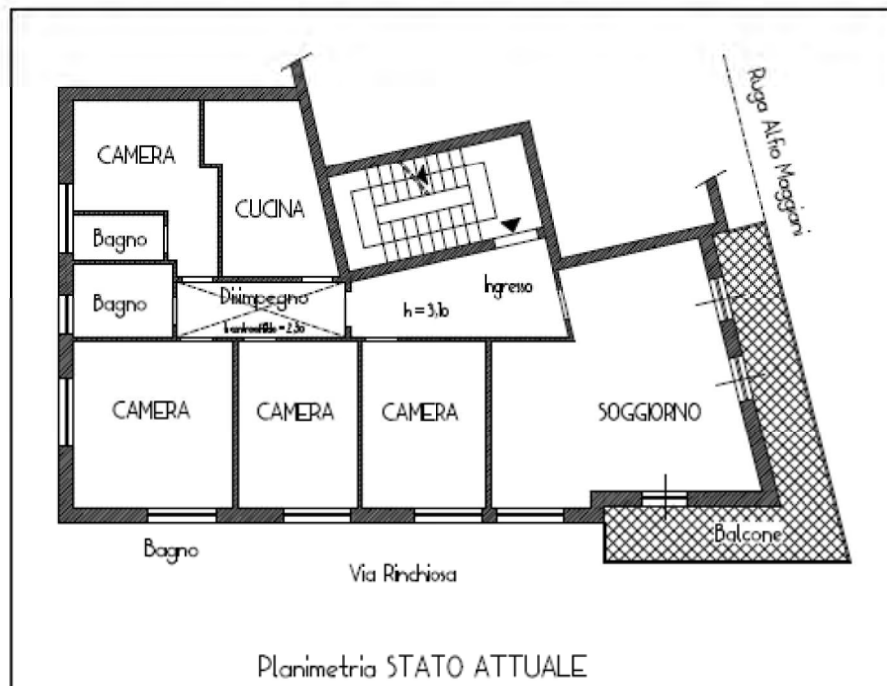 Ruga Alfio Maggiani
CAMERA
CUCINA
Bagno
Bagno
Disimpegno
Ingresso
h = 3,10
CAMERA
CAMERA
CAMERA
SOGGIORNO
Balcone
Bagno
Via Rinchiosa
Planimetria STATO ATTUALE